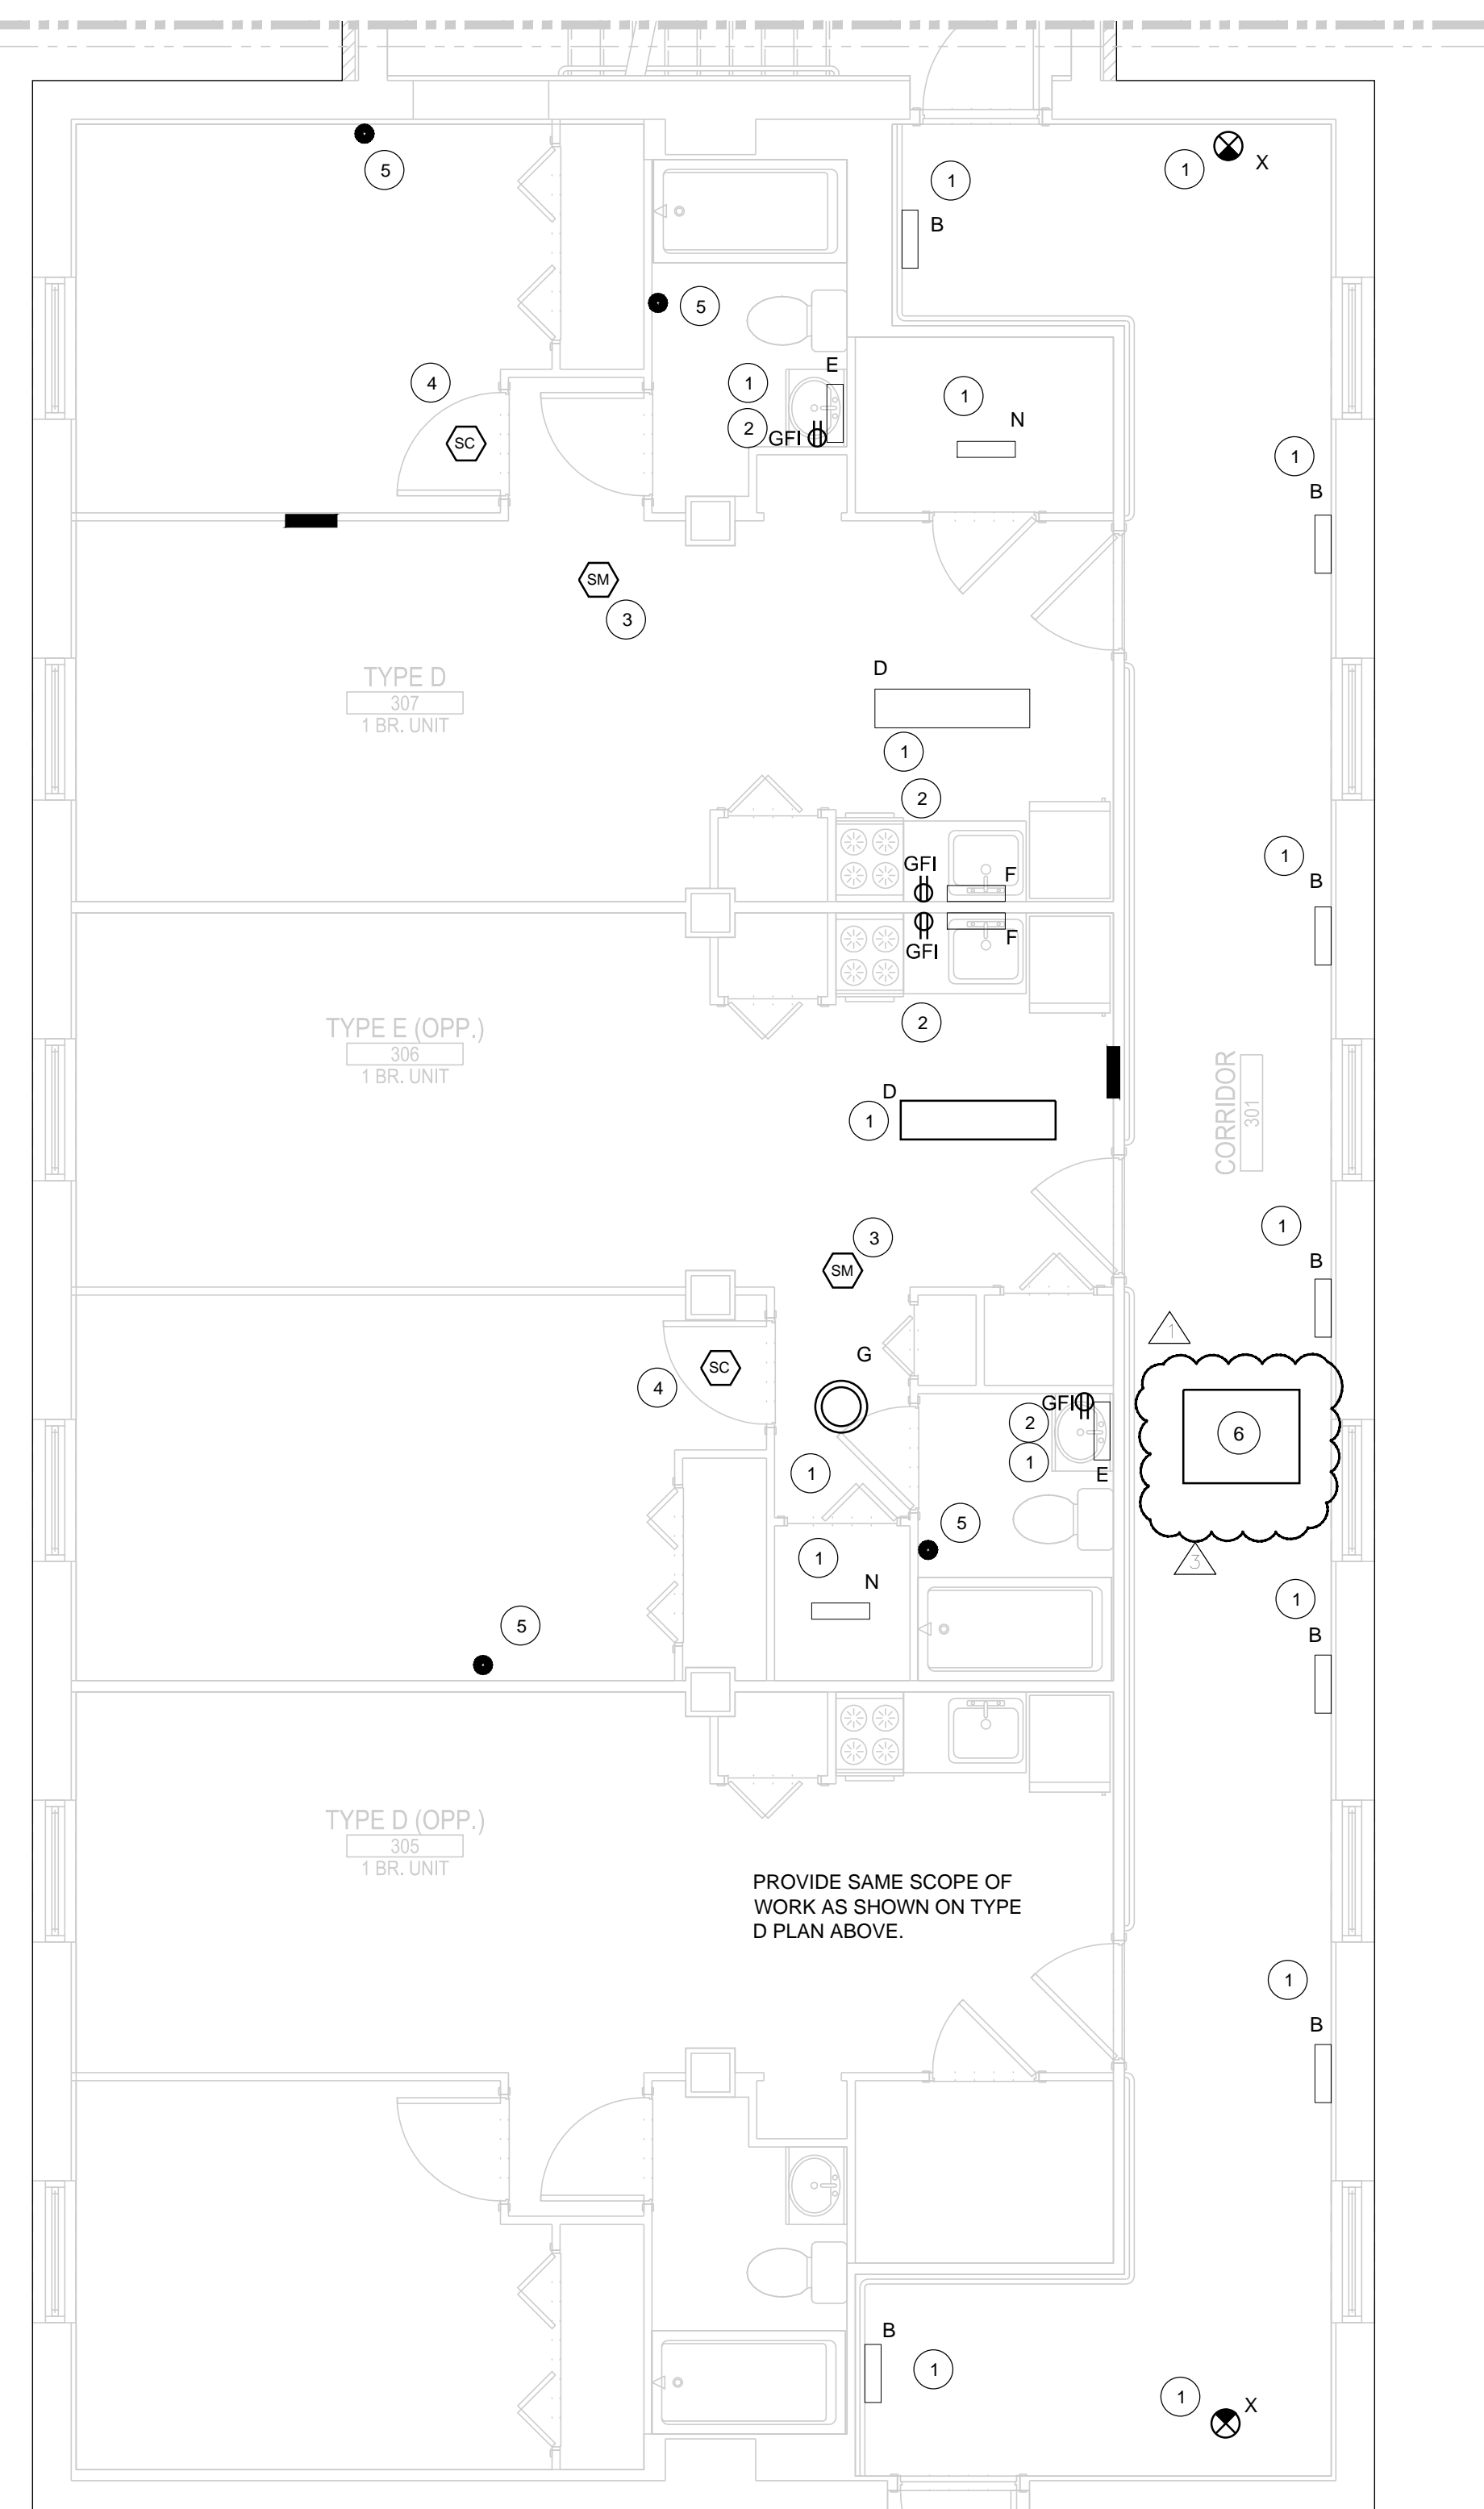 5
1
1
X
B
5
4
1
E
1
N
2
GFI
SC
1
B
SM
3
TYPE D
307
1 BR. UNIT
D
1
2
GFI
F
1
B
GFI
F
2
TYPE E (OPP.)
306
1 BR. UNIT
D
1
CORRIDOR
301
3
SM
1
B
1
G
SC
4
GFI
2
1
E
6
1
5
1
N
3
1
B
5
TYPE D (OPP.)
305
1 BR. UNIT
PROVIDE SAME SCOPE OF
WORK AS SHOWN ON TYPE
D PLAN ABOVE.
1
B
B
1
1
X